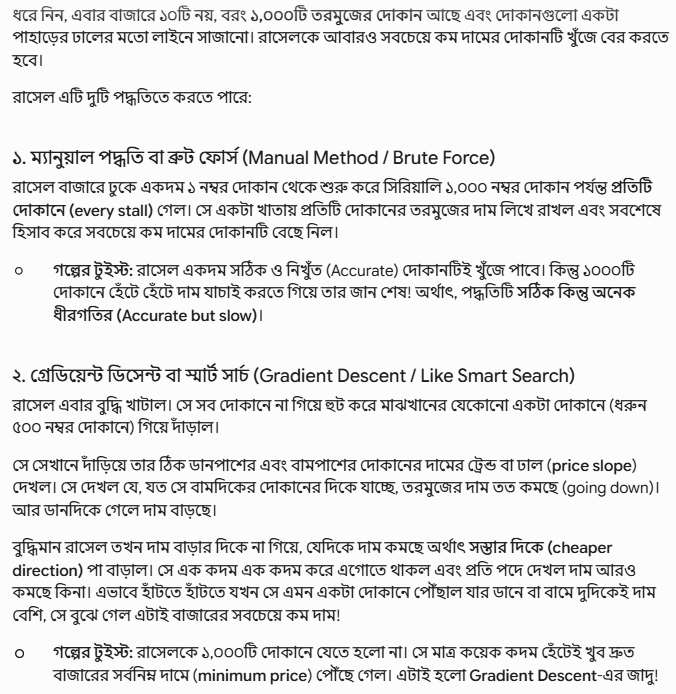 ধরে নিন, এবার বাজারে ১০টি নয়, বরং ১,০০০টি তরমুজের দোকান আছে এবং দোকানগুলো একটা
পাহাড়ের ঢালের মতো লাইনে সাজানো। রাসেলকে আবারও সবচেয়ে কম দামের দোকানটি খুঁজে বের করতে
হবে।
রাসেল এটি দুটি পদ্ধতিতে করতে পারে:
১. ম্যানুয়াল পদ্ধতি বা ব্রুট ফোর্স (Manual Method / Brute Force)
রাসেল বাজারে ঢুকে একদম ১ নম্বর দোকান থেকে শুরু করে সিরিয়ালি ১,০০০ নম্বর দোকান পর্যন্ত প্রতিটি
দোকানে (every stall) গেল। সে একটা খাতায় প্রতিটি দোকানের তরমুজের দাম লিখে রাখল এবং সবশেষে
হিসাব করে সবচেয়ে কম দামের দোকানটি বেছে নিল।
○ গল্পের টুইস্ট: রাসেল একদম সঠিক ও নিখুঁত (Accurate) দোকানটিই খুঁজে পাবে। কিন্তু ১০০০টি
দোকানে হেঁটে হেঁটে দাম যাচাই করতে গিয়ে তার জান শেষ! অর্থাৎ, পদ্ধতিটি সঠিক কিন্তু অনেক
ধীরগতির (Accurate but slow)।
২. গ্রেডিয়েন্ট ডিসেন্ট বা স্মার্ট সার্চ (Gradient Descent / Like Smart Search)
রাসেল এবার বুদ্ধি খাটাল। সে সব দোকানে না গিয়ে হুট করে মাঝখানের যেকোনো একটা দোকানে (ধরুন
৫০০ নম্বর দোকানে) গিয়ে দাঁড়াল।
সে সেখানে দাঁড়িয়ে তার ঠিক ডানপাশের এবং বামপাশের দোকানের দামের ট্রেন্ড বা ঢাল (price slope)
দেখল। সে দেখল যে, যত সে বামদিকের দোকানের দিকে যাচ্ছে, তরমুজের দাম তত কমছে (going down)।
আর ডানদিকে গেলে দাম বাড়ছে।
বুদ্ধিমান রাসেল তখন দাম বাড়ার দিকে না গিয়ে, যেদিকে দাম কমছে অর্থাৎ সস্তার দিকে (cheaper
direction) পা বাড়াল। সে এক কদম এক কদম করে এগোতে থাকল এবং প্রতি পদে দেখল দাম আরও
কমছে কিনা। এভাবে হাঁটতে হাঁটতে যখন সে এমন একটা দোকানে পৌঁছাল যার ডানে বা বামে দুদিকেই দাম
বেশি, সে বুঝে গেল এটাই বাজারের সবচেয়ে কম দাম!
○ গল্পের টুইস্ট: রাসেলকে ১,০০০টি দোকানে যেতে হলো না। সে মাত্র কয়েক কদম হেঁটেই খুব দ্রুত
বাজারের সর্বনিম্ন দামে (minimum price) পৌঁছে গেল। এটাই হলো Gradient Descent-এর জাদু!